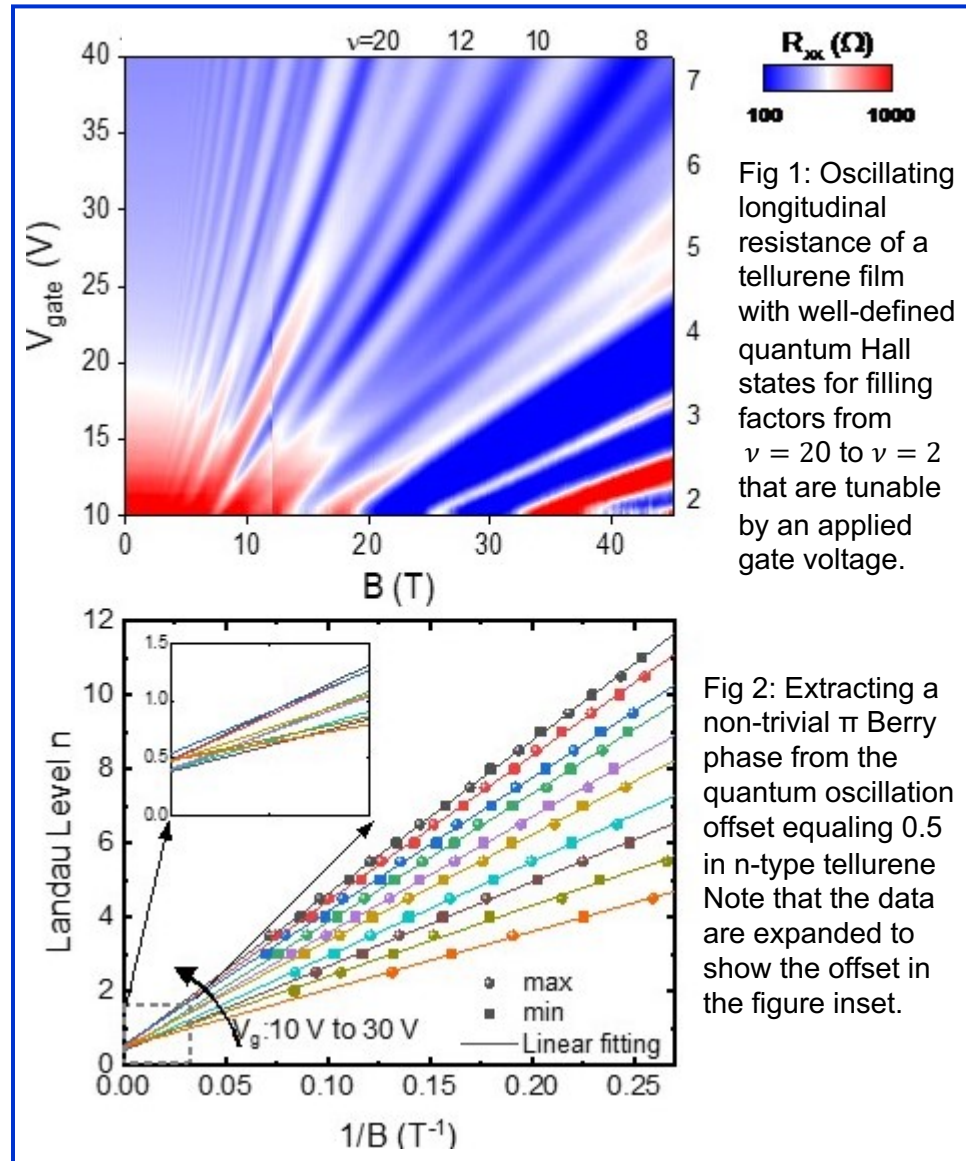 ν=20 12 10 8
R_xx (Ω)
100 1000
40
35
30
25
20
15
10
V_gate (V)
7
6
5
4
3
2
0 10 20 30 40
B (T)
Fig 1: Oscillating
longitudinal
resistance of a
tellurene film
with well-defined
quantum Hall
states for filling
factors from
ν = 20 to ν = 2
that are tunable
by an applied
gate voltage.
12
10
8
6
4
2
0
Landau Level n
1.5
1.0
0.5
0.0
V_g:10 V to 30 V
max
min
Linear fitting
0.00 0.05 0.10 0.15 0.20 0.25
1/B (T⁻¹)
Fig 2: Extracting a
non-trivial π Berry
phase from the
quantum oscillation
offset equaling 0.5
in n-type tellurene
Note that the data
are expanded to
show the offset in
the figure inset.